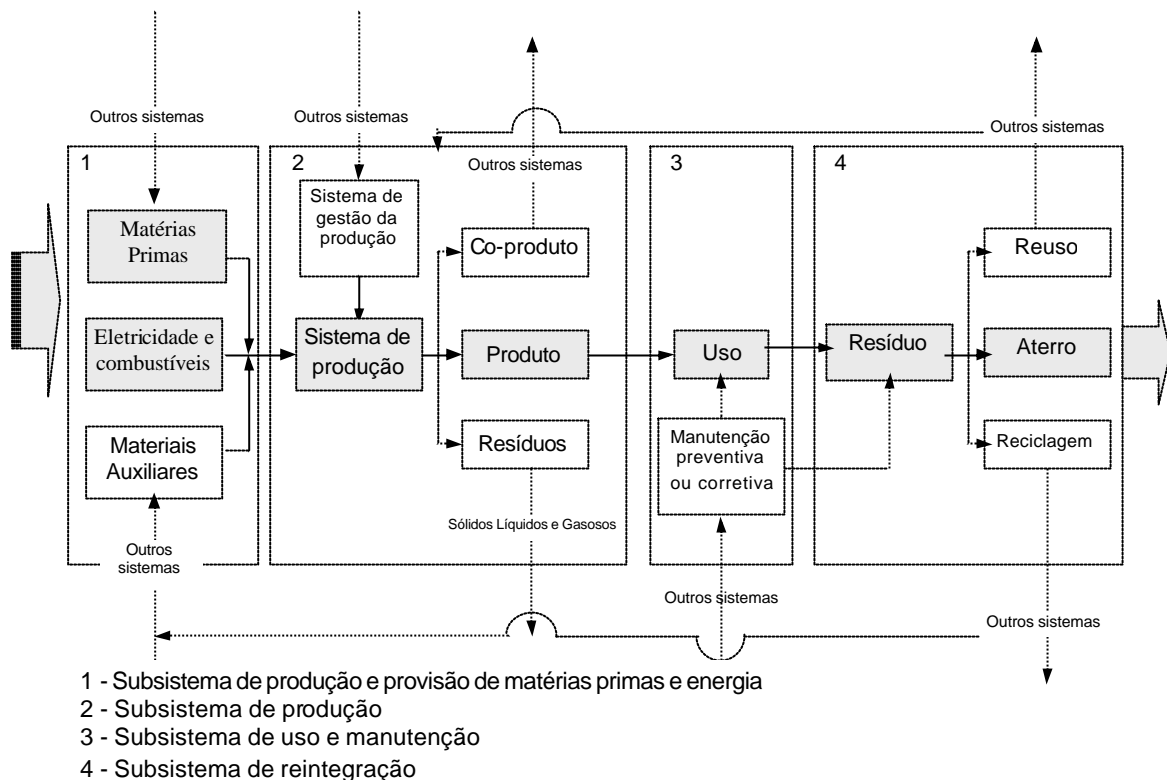 Outros sistemas
Outros sistemas
Outros sistemas
1
2
Outros sistemas
3
4
Matérias
Primas
Sistema de
gestão da
produção
Co-produto
Reuso
Eletricidade e
combustíveis
Sistema de
produção
Produto
Uso
Resíduo
Aterro
Materiais
Auxiliares
Resíduos
Manutenção
preventiva
ou corretiva
Reciclagem
Sólidos Líquidos e Gasosos
Outros
sistemas
Outros sistemas
Outros sistemas
1 - Subsistema de produção e provisão de matérias primas e energia
2 - Subsistema de produção
3 - Subsistema de uso e manutenção
4 - Subsistema de reintegração